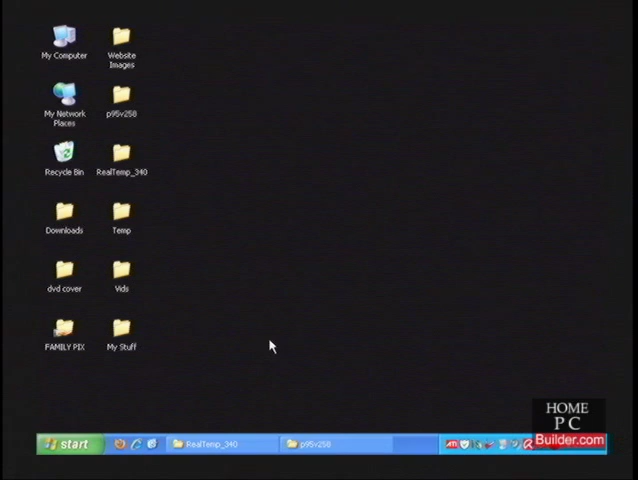 My Computer
Website
Images
My Network
Places
p95v258
Recycle Bin
RealTemp_340
Downloads
Temp
dvd cover
Vids
FAMILY PIX
My Stuff
start
RealTemp_340
p95v258
ATI
HOME
PC
Builder.com